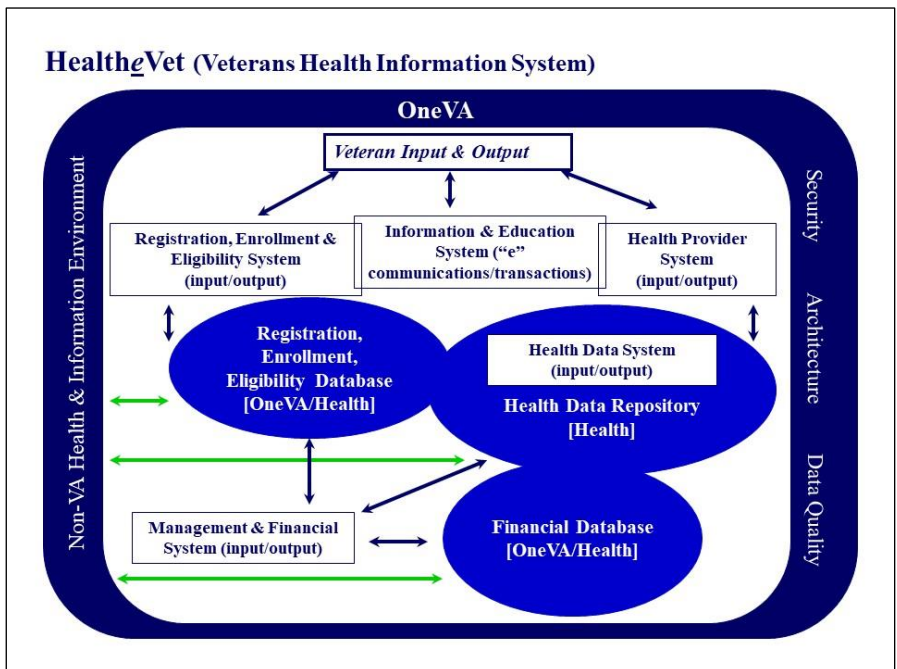 HealtheVet (Veterans Health Information System)
OneVA
Veteran Input & Output
Registration, Enrollment &
Eligibility System
(input/output)
Information & Education
System (“e”
communications/transactions)
Health Provider
System
(input/output)
Registration,
Enrollment,
Eligibility Database
[OneVA/Health]
Health Data System
(input/output)
Health Data Repository
[Health]
Management & Financial
System (input/output)
Financial Database
[OneVA/Health]
Non-VA Health & Information Environment
Security
Architecture
Data Quality